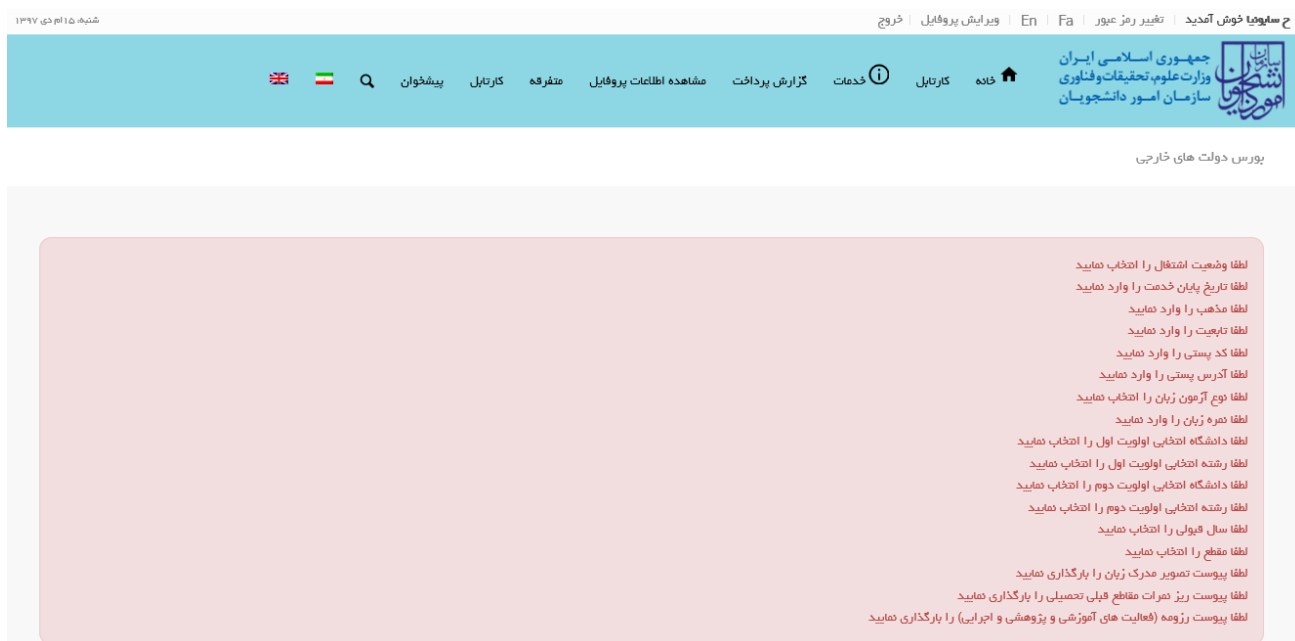 ح سایونیا خوش آمدید | تغییر رمز عبور | En | Fa | ویرایش پروفایل | خروج
شنبه، ۱۵ام دی ۱۳۹۷
جمهوری اسلامی ایران
وزارت علوم، تحقیقات و فناوری
سازمان امور دانشجویان
خانه کارتابل خدمات گزارش پرداخت مشاهده اطلاعات پروفایل متفرقه کارتابل پیشخوان
بورس دولت های خارجی
لطفا وضعیت اشتغال را انتخاب نمایید
لطفا تاریخ پایان خدمت را وارد نمایید
لطفا مذهب را وارد نمایید
لطفا تابعیت را وارد نمایید
لطفا کد پستی را وارد نمایید
لطفا آدرس پستی را وارد نمایید
لطفا نوع آزمون زبان را انتخاب نمایید
لطفا نمره زبان را وارد نمایید
لطفا دانشگاه انتخابی اولویت اول را انتخاب نمایید
لطفا رشته انتخابی اولویت اول را انتخاب نمایید
لطفا دانشگاه انتخابی اولویت دوم را انتخاب نمایید
لطفا رشته انتخابی اولویت دوم را انتخاب نمایید
لطفا سال قبولی را انتخاب نمایید
لطفا مقطع را انتخاب نمایید
لطفا پیوست تصویر مدرک زبان را بارگذاری نمایید
لطفا پیوست ریز نمرات مقاطع قبلی تحصیلی را بارگذاری نمایید
لطفا پیوست رزومه (فعالیت های آموزشی و پژوهشی و اجرایی) را بارگذاری نمایید